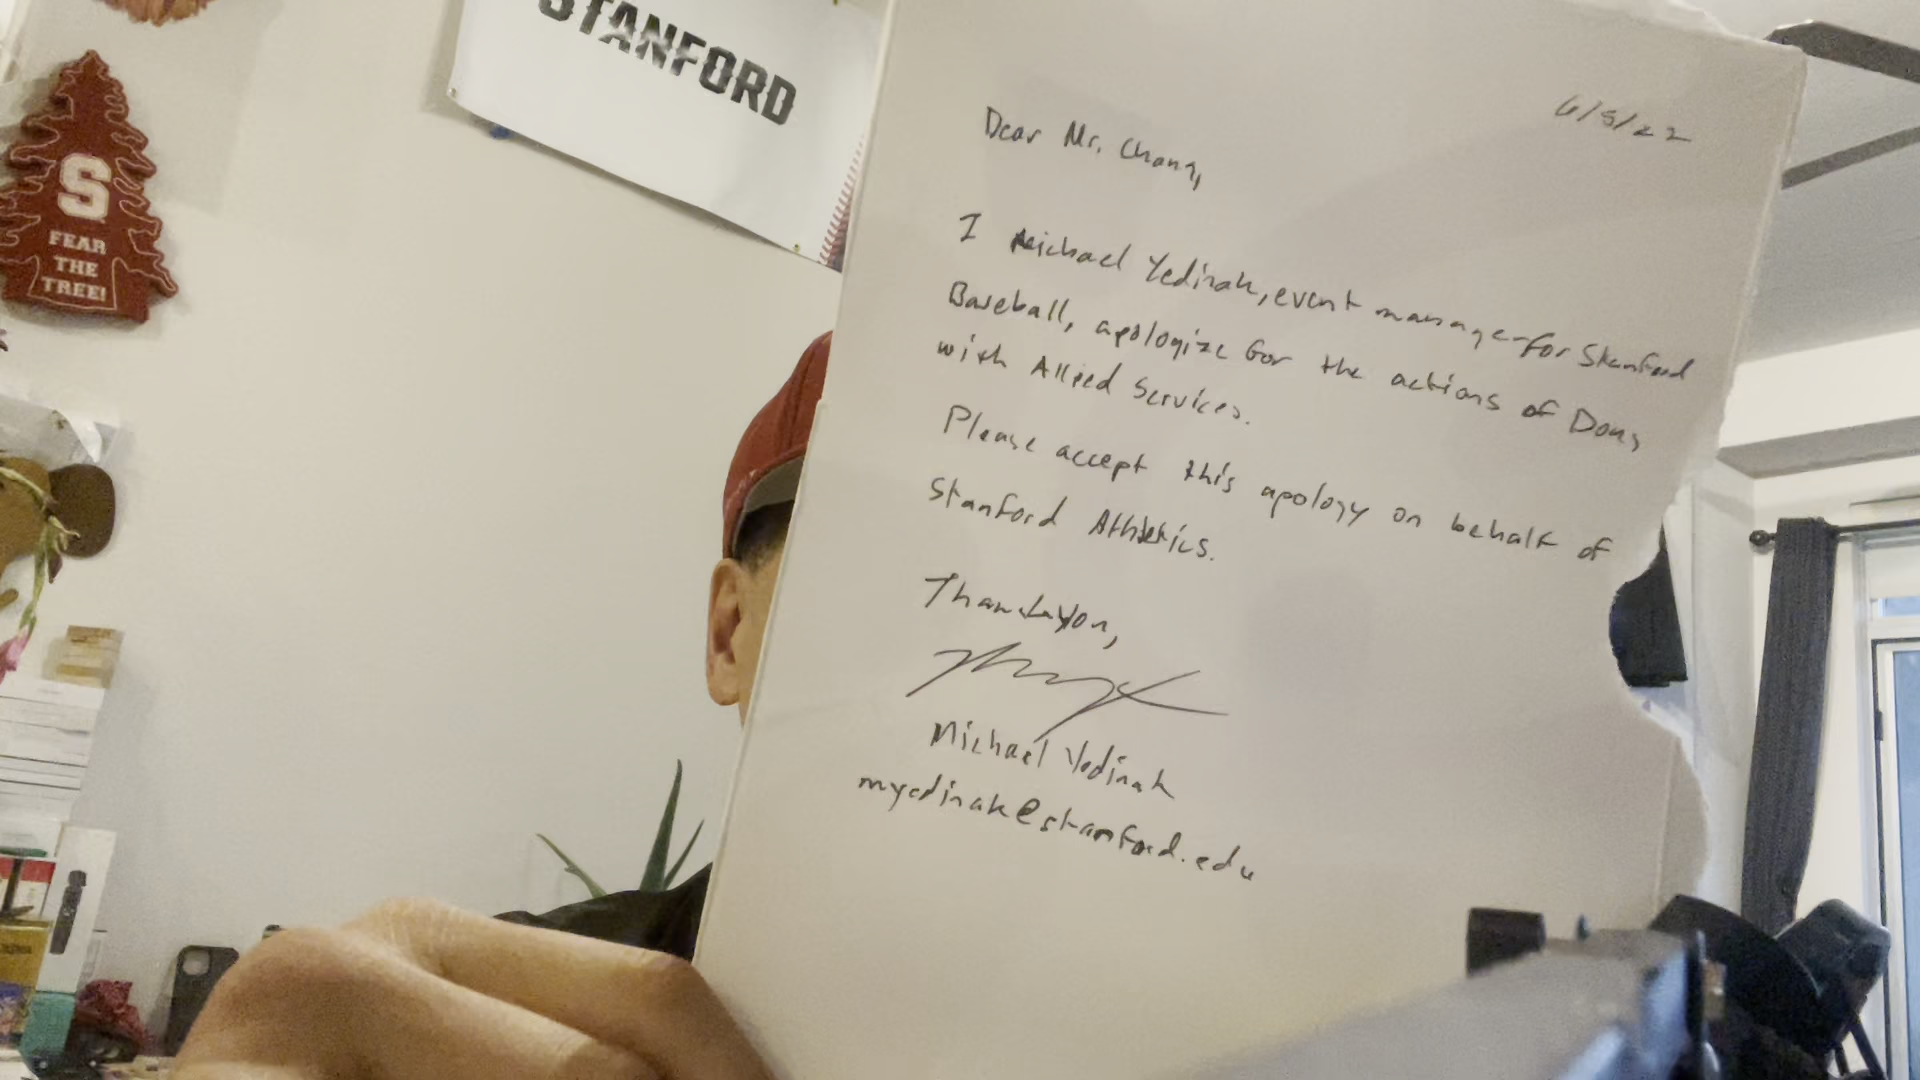 STANFORD
S
FEAR
THE
TREE!
6/5/22
Dear Mr. Chang,
I Michael Yedinak, event manager for Stanford
Baseball, apologize for the actions of Doug
with Allied Services.
Please accept this apology on behalf of
Stanford Athletics.
Thank you,
Michael Yedinak
myedinak@stanford.edu